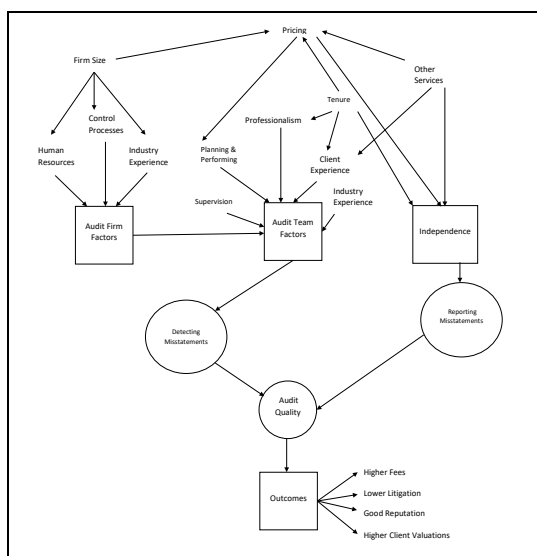 Pricing
Firm Size
Other
Services
Control
Processes
Tenure
Professionalism
Human
Resources
Industry
Experience
Planning &
Performing
Client
Experience
Industry
Experience
Supervision
Audit Firm
Factors
Audit Team
Factors
Independence
Detecting
Misstatements
Reporting
Misstatements
Audit
Quality
Outcomes
Higher Fees
Lower Litigation
Good Reputation
Higher Client Valuations